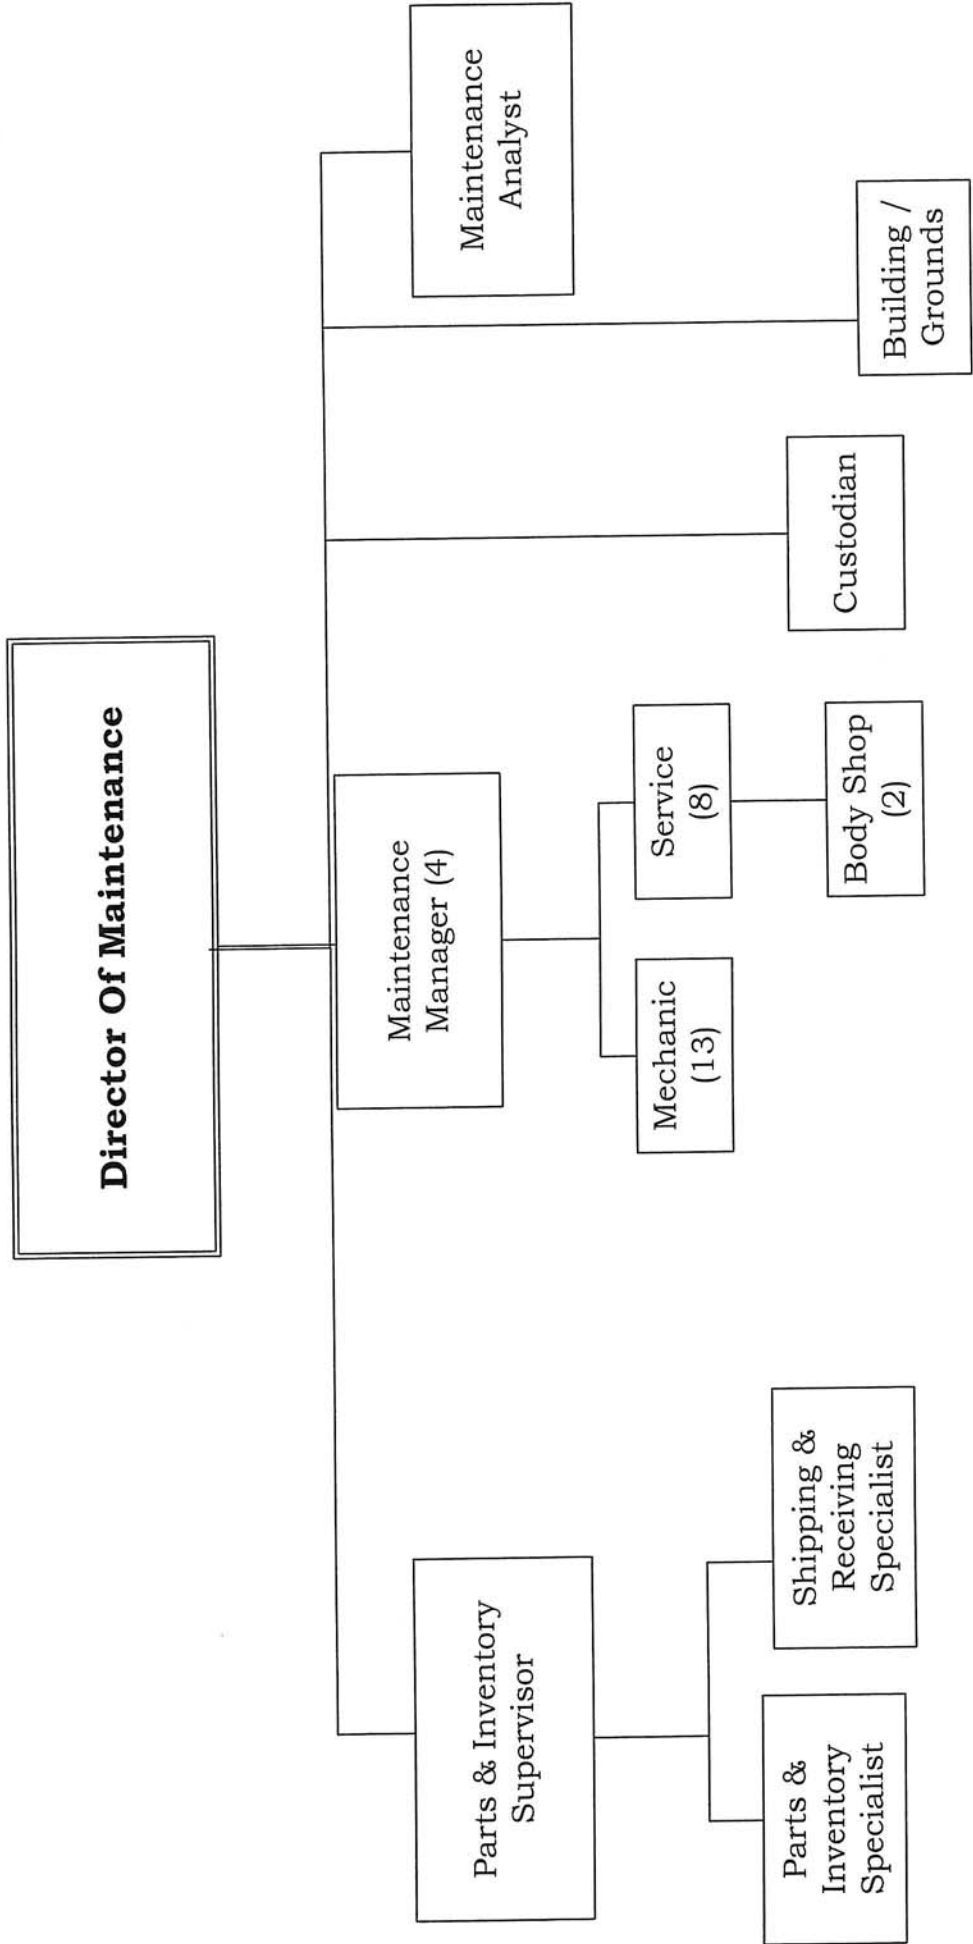 Director Of Maintenance
Parts & Inventory
Supervisor
Maintenance
Manager (4)
Maintenance
Analyst
Parts &
Inventory
Specialist
Shipping &
Receiving
Specialist
Mechanic
(13)
Service
(8)
Body Shop
(2)
Custodian
Building /
Grounds